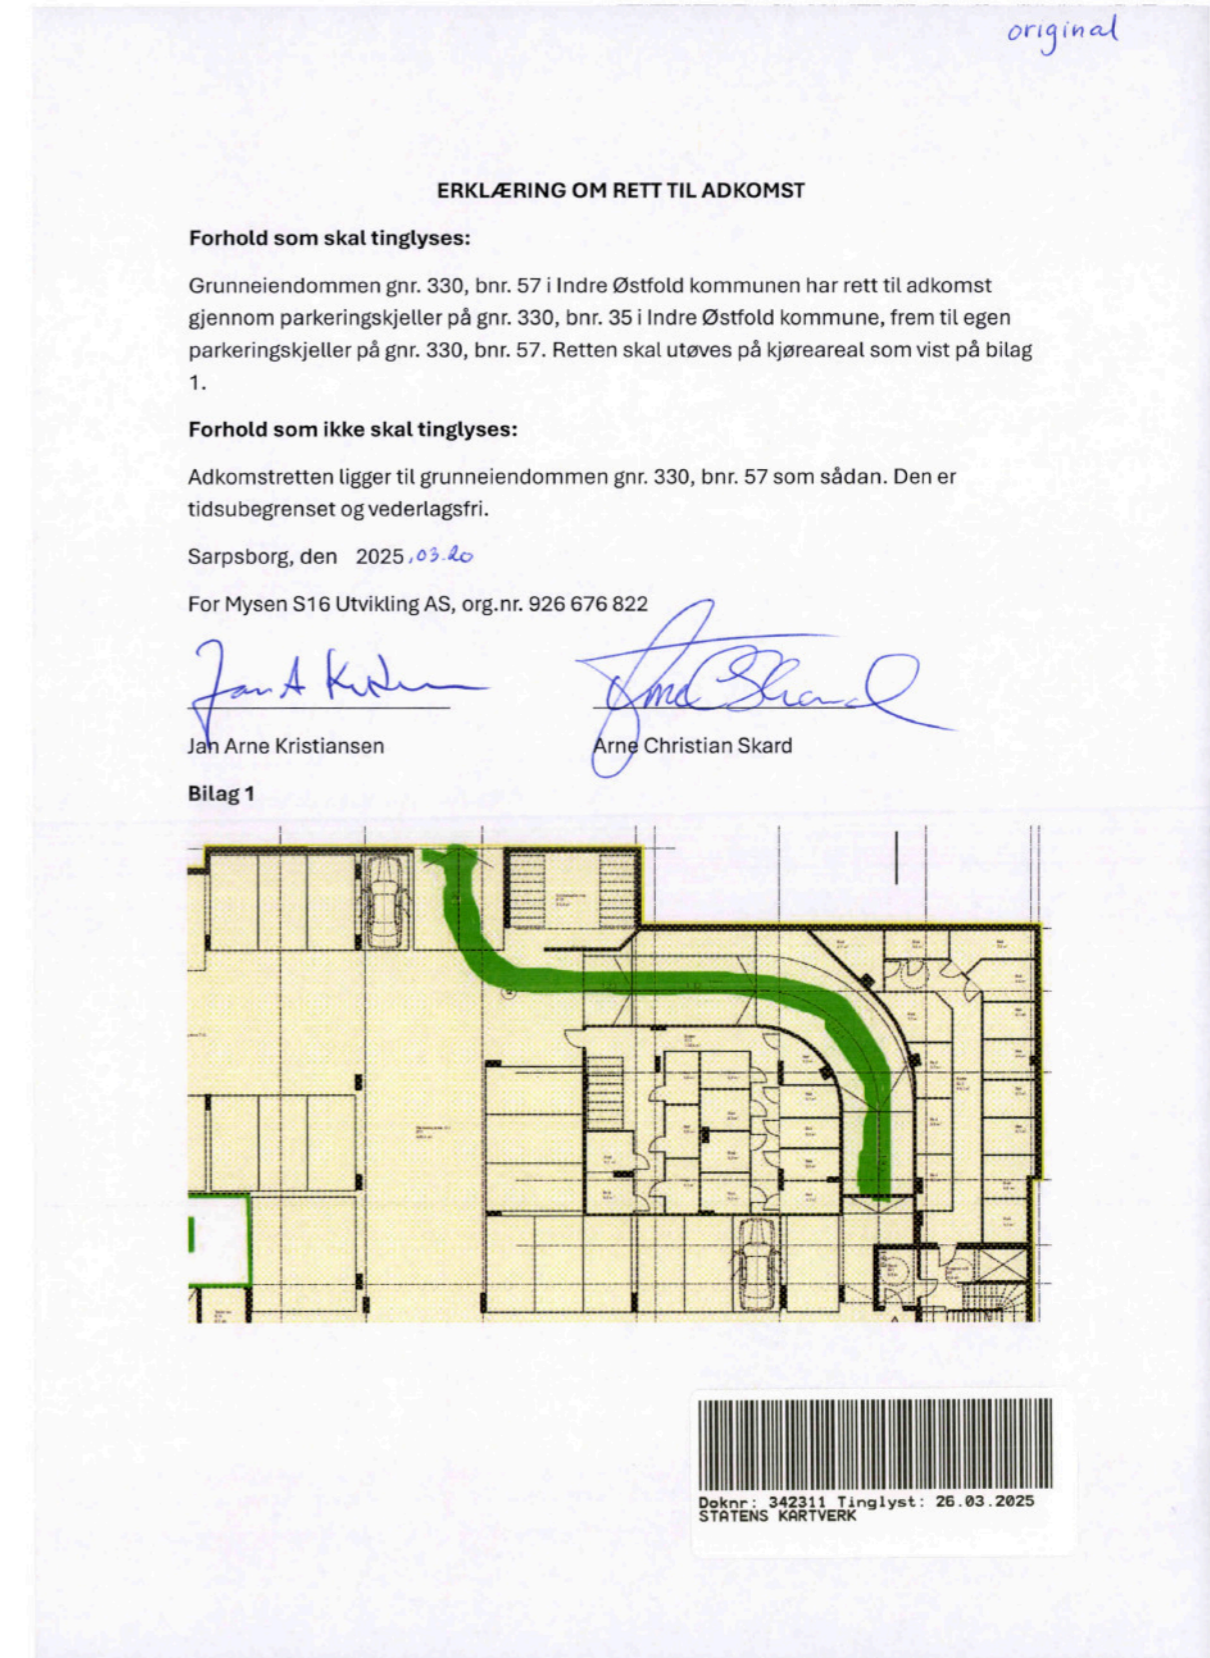 original
ERKLÆRING OM RETT TIL ADKOMST
Forhold som skal tinglyses:
Grunneiendommen gnr. 330, bnr. 57 i Indre Østfold kommunen har rett til adkomst
gjennom parkeringskjeller på gnr. 330, bnr. 35 i Indre Østfold kommune, frem til egen
parkeringskjeller på gnr. 330, bnr. 57. Retten skal utøves på kjøreareal som vist på bilag
1.
Forhold som ikke skal tinglyses:
Adkomstretten ligger til grunneiendommen gnr. 330, bnr. 57 som sådan. Den er
tidsubegrenset og vederlagsfri.
Sarpsborg, den 2025.03.20
For Mysen S16 Utvikling AS, org.nr. 926 676 822
Jan Arne Kristiansen
Arne Christian Skard
Bilag 1
Doknr: 342311 Tinglyst: 26.03.2025
STATENS KARTVERK